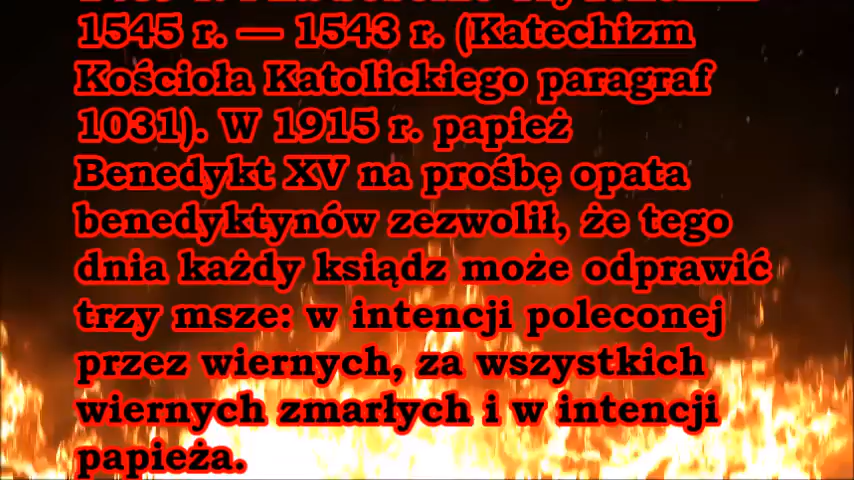 1545 r. — 1543 r. (Katechizm
Kościoła Katolickiego paragraf
1031). W 1915 r. papież
Benedykt XV na prośbę opata
benedyktynów zezwolił, że tego
dnia każdy ksiądz może odprawić
trzy msze: w intencji poleconej
przez wiernych, za wszystkich
wiernych zmarłych i w intencji
papieża.